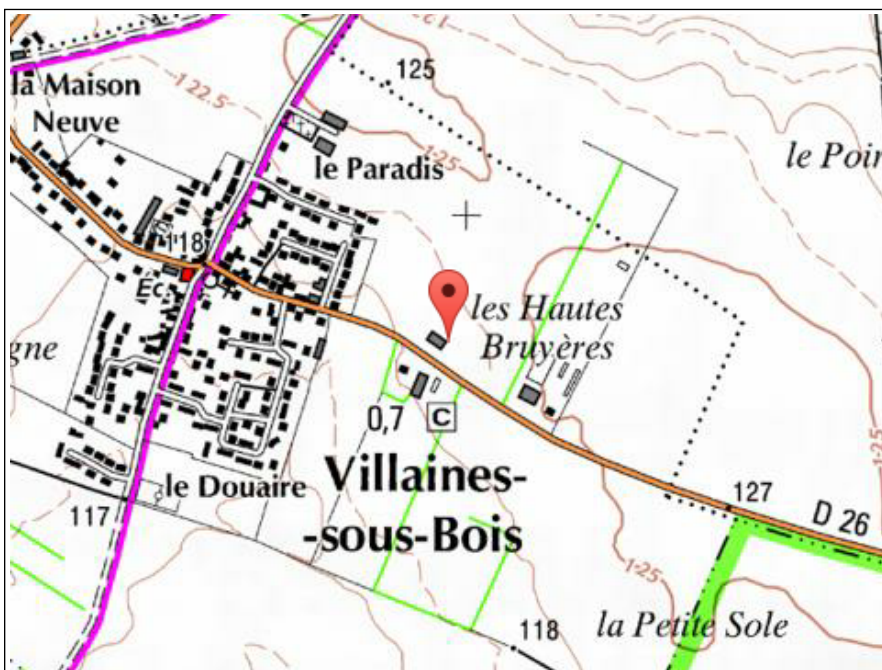 125
122.5
la Maison
Neuve
125
le Paradis
le Poir
118
Éc.
les Hautes
Bruyères
gne
0,7
C
Villaines-
-sous-Bois
le Douaire
117
127
D 26
125
125
118
la Petite Sole